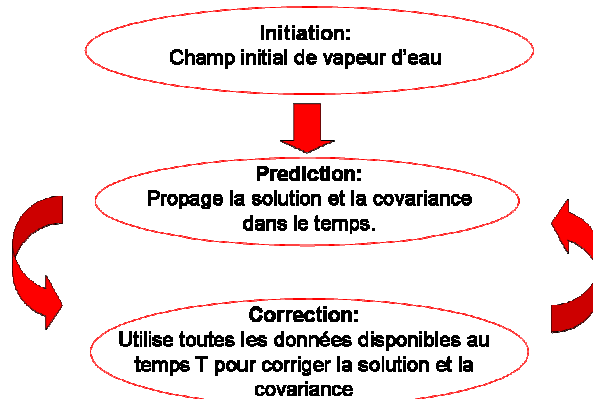 Initiation:
Champ initial de vapeur d'eau
Prediction:
Propage la solution et la covariance
dans le temps.
Correction:
Utilise toutes les données disponibles au
temps T pour corriger la solution et la
covariance